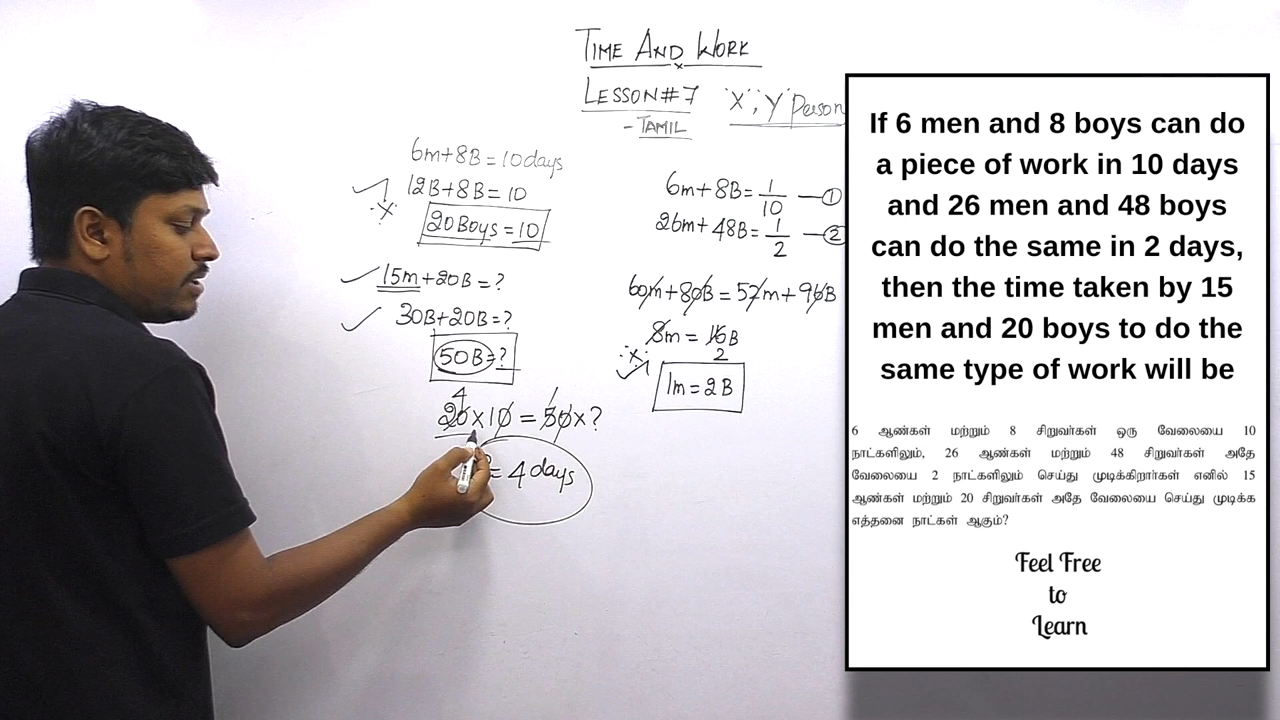 TIME AND WORK
LESSON#7
"X", "Y" Person
- TAMIL
6m+8B=10days
12B+8B=10
20Boys=10
15m+20B=?
30B+20B=?
50B=?
4
20×10=50×?
= 4 days
6m+8B=1/10 —①
26m+48B=1/2 —②
60m+80B=52m+96B
8m=16B
2
1m=2B
If 6 men and 8 boys can do
a piece of work in 10 days
and 26 men and 48 boys
can do the same in 2 days,
then the time taken by 15
men and 20 boys to do the
same type of work will be
6 ஆண்கள் மற்றும் 8 சிறுவர்கள் ஒரு வேலையை 10
நாட்களிலும், 26 ஆண்கள் மற்றும் 48 சிறுவர்கள் அதே
வேலையை 2 நாட்களிலும் செய்து முடிக்கிறார்கள் எனில் 15
ஆண்கள் மற்றும் 20 சிறுவர்கள் அதே வேலையை செய்து முடிக்க
எத்தனை நாட்கள் ஆகும்?
Feel Free
to
Learn